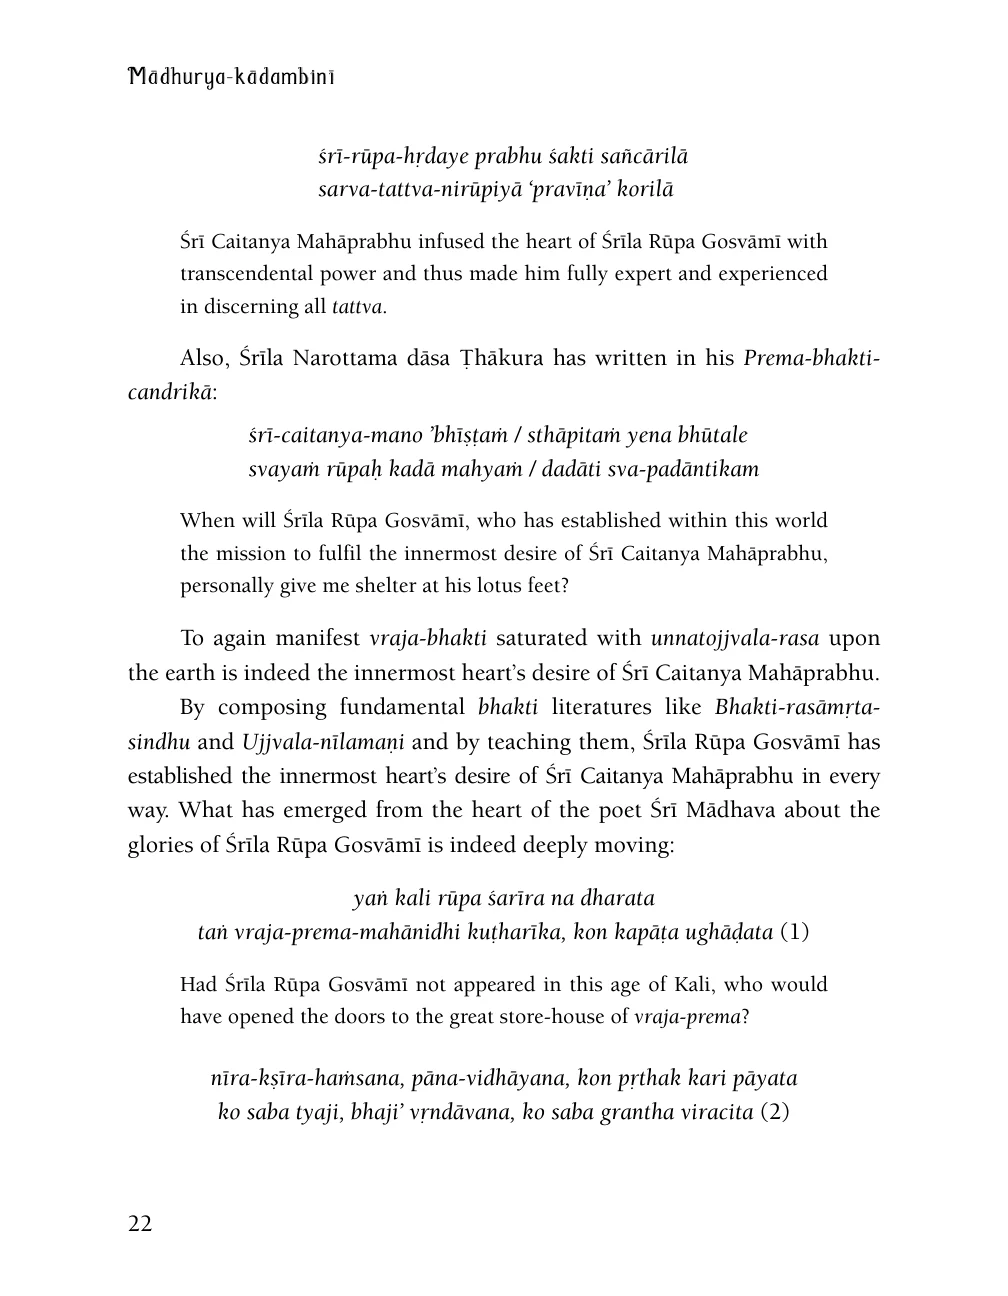 Mādhurya-kādambinī
śrī-rūpa-hṛdaye prabhu śakti sañcārilā
sarva-tattva-nirūpiyā ‘pravīṇa’ korilā
Śrī Caitanya Mahāprabhu infused the heart of Śrīla Rūpa Gosvāmī with
transcendental power and thus made him fully expert and experienced
in discerning all tattva.
Also, Śrīla Narottama dāsa Ṭhākura has written in his Prema-bhakti-
candrikā:
śrī-caitanya-mano ’bhīṣṭaṁ / sthāpitaṁ yena bhūtale
svayaṁ rūpaḥ kadā mahyaṁ / dadāti sva-padāntikam
When will Śrīla Rūpa Gosvāmī, who has established within this world
the mission to fulfil the innermost desire of Śrī Caitanya Mahāprabhu,
personally give me shelter at his lotus feet?
To again manifest vraja-bhakti saturated with unnatojjvala-rasa upon
the earth is indeed the innermost heart’s desire of Śrī Caitanya Mahāprabhu.
By composing fundamental bhakti literatures like Bhakti-rasāmṛta-
sindhu and Ujjvala-nīlamaṇi and by teaching them, Śrīla Rūpa Gosvāmī has
established the innermost heart’s desire of Śrī Caitanya Mahāprabhu in every
way. What has emerged from the heart of the poet Śrī Mādhava about the
glories of Śrīla Rūpa Gosvāmī is indeed deeply moving:
yaṅ kali rūpa śarīra na dharata
taṅ vraja-prema-mahānidhi kuṭharīka, kon kapāṭa ughāḍata (1)
Had Śrīla Rūpa Gosvāmī not appeared in this age of Kali, who would
have opened the doors to the great store-house of vraja-prema?
nīra-kṣīra-haṁsana, pāna-vidhāyana, kon pṛthak kari pāyata
ko saba tyaji, bhaji’ vṛndāvana, ko saba grantha viracita (2)
22